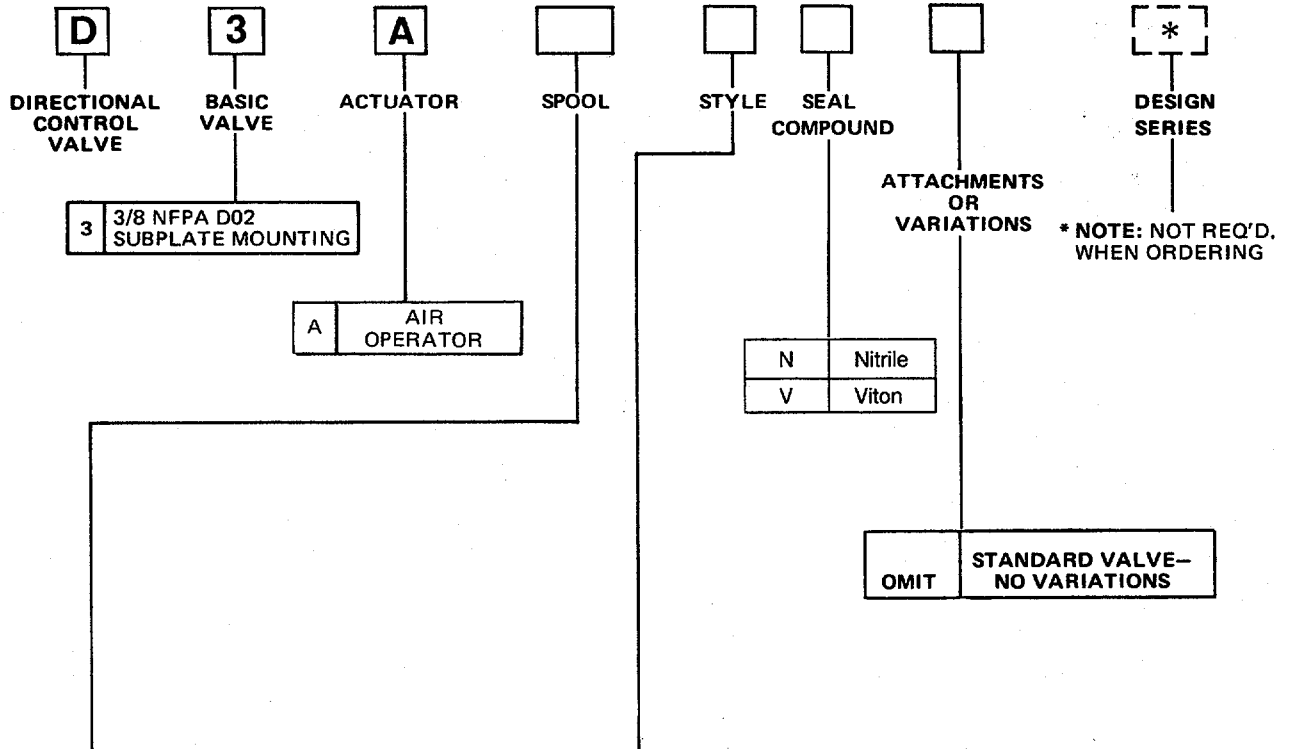 D 3 A *
DIRECTIONAL
CONTROL
VALVE
BASIC
VALVE
ACTUATOR
SPOOL
STYLE
SEAL
COMPOUND
DESIGN
SERIES
ATTACHMENTS
OR
VARIATIONS
* NOTE: NOT REQ'D.
WHEN ORDERING
3 3/8 NFPA D02
SUBPLATE MOUNTING
A AIR
OPERATOR
N Nitrile
V Viton
OMIT STANDARD VALVE–
NO VARIATIONS